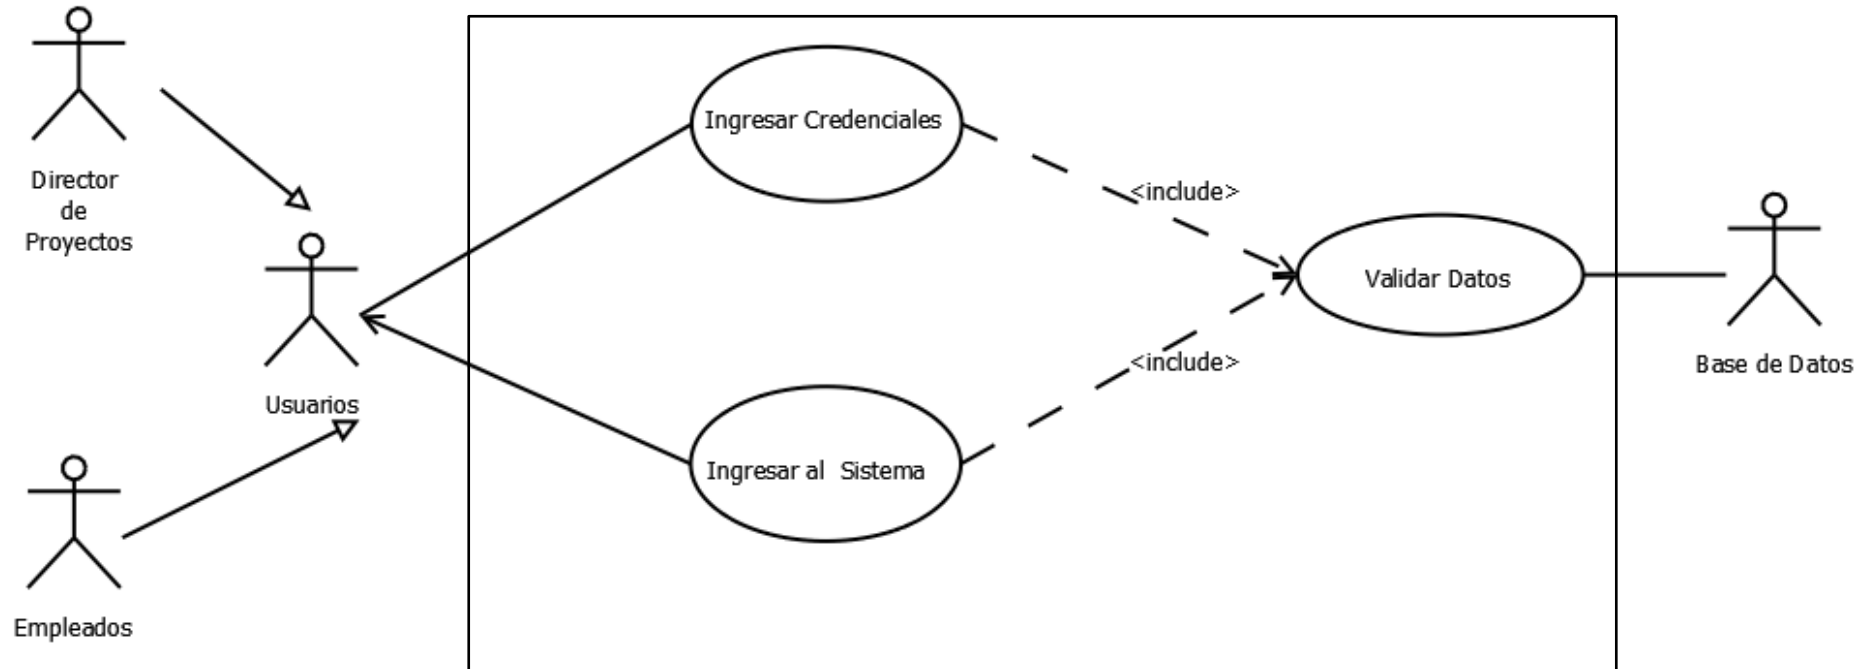 Director
de
Proyectos
Usuarios
Empleados
Ingresar Credenciales
<include>
Validar Datos
<include>
Ingresar al  Sistema
Base de Datos